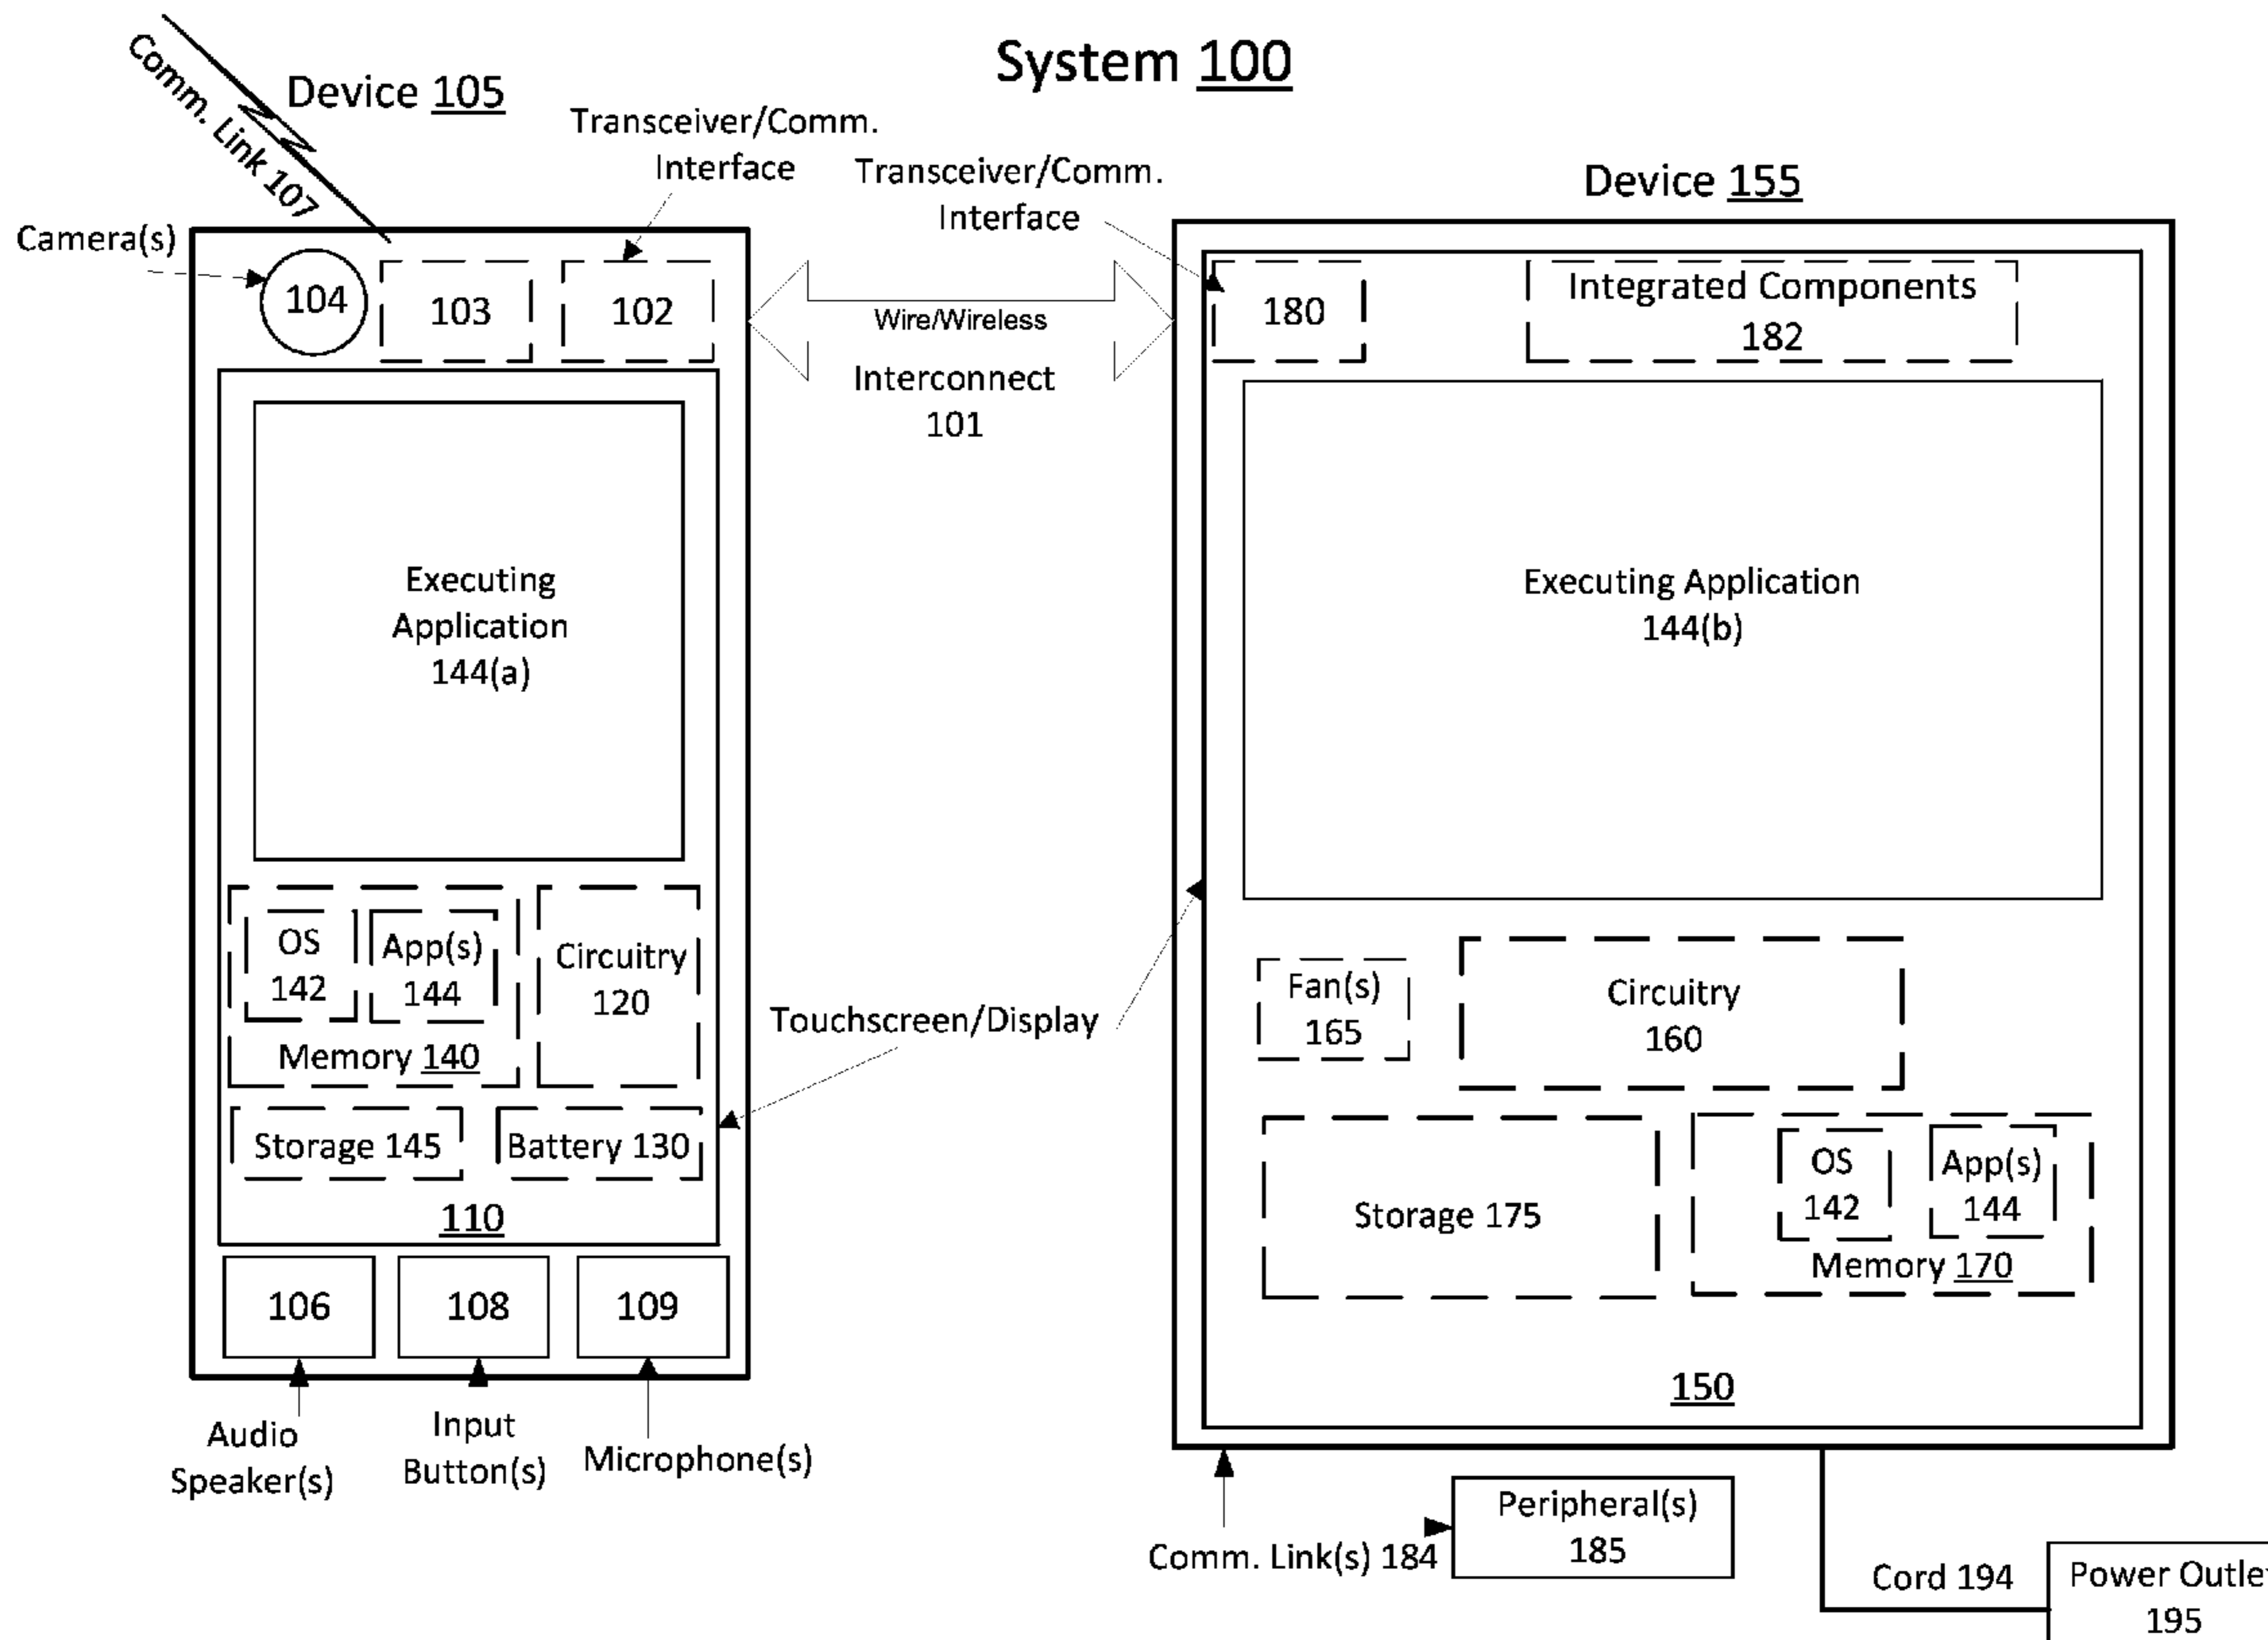 System 100
Comm. Link 107
Device 105
Transceiver/Comm.
Interface
Transceiver/Comm.
Interface
Device 155
Camera(s)
104
103
102
Wire/Wireless
Interconnect
101
180
Integrated Components
182
Executing
Application
144(a)
Executing Application
144(b)
OS
142
App(s)
144
Memory 140
Circuitry
120
Storage 145
Battery 130
110
Touchscreen/Display
Fan(s)
165
Circuitry
160
Storage 175
OS
142
App(s)
144
Memory 170
150
106
108
109
Audio
Speaker(s)
Input
Button(s)
Microphone(s)
Comm. Link(s) 184
Peripheral(s)
185
Cord 194
Power Outlet
195